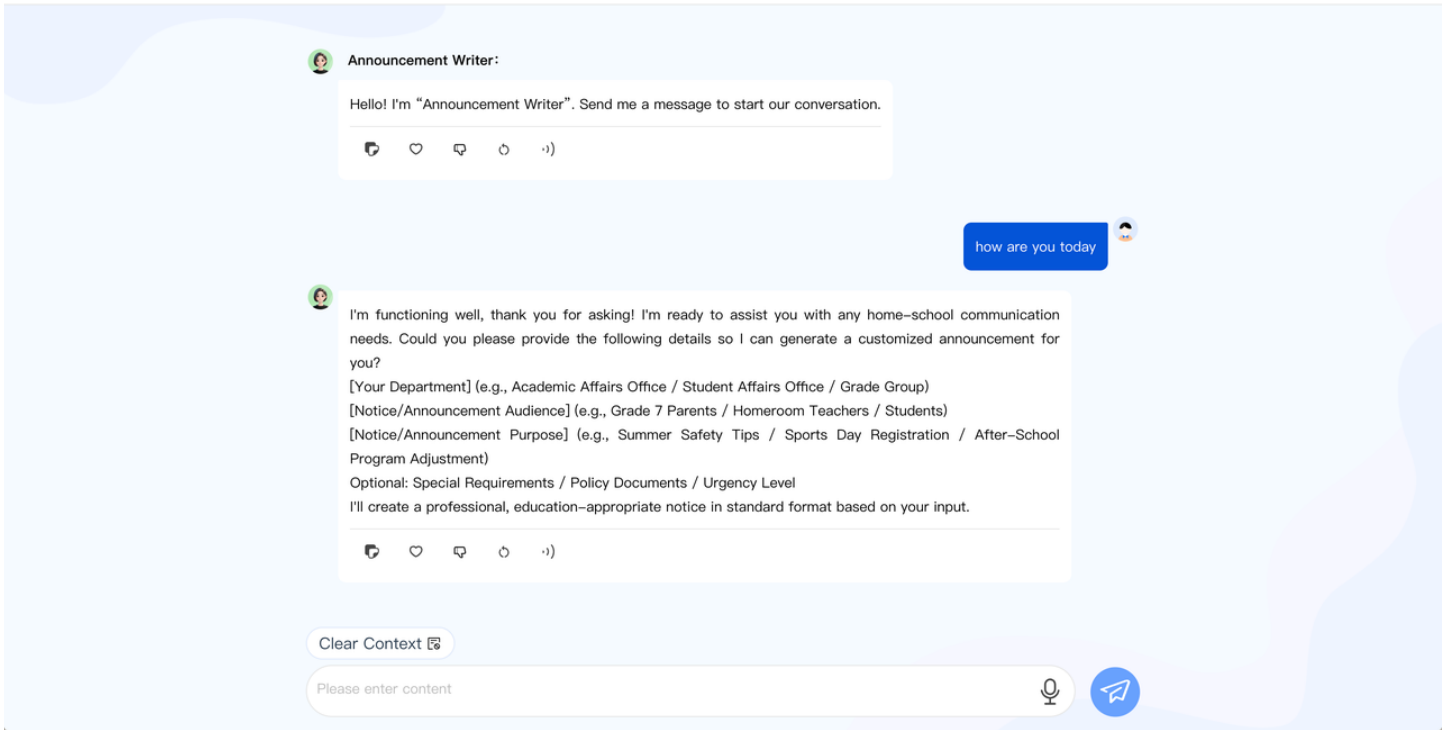 Announcement Writer:
Hello! I'm “Announcement Writer”. Send me a message to start our conversation.
how are you today
I'm functioning well, thank you for asking! I'm ready to assist you with any home-school communication
needs. Could you please provide the following details so I can generate a customized announcement for
you?
[Your Department] (e.g., Academic Affairs Office / Student Affairs Office / Grade Group)
[Notice/Announcement Audience] (e.g., Grade 7 Parents / Homeroom Teachers / Students)
[Notice/Announcement Purpose] (e.g., Summer Safety Tips / Sports Day Registration / After-School
Program Adjustment)
Optional: Special Requirements / Policy Documents / Urgency Level
I'll create a professional, education-appropriate notice in standard format based on your input.
Clear Context
Please enter content